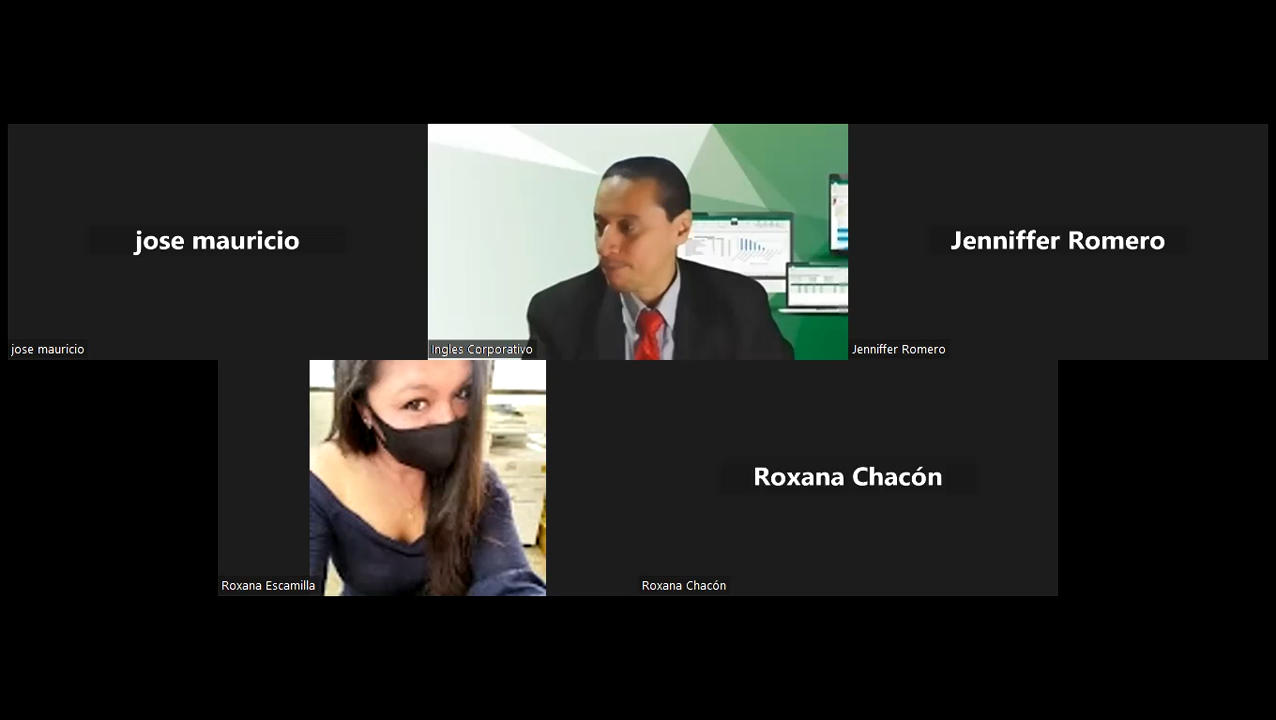 jose mauricio
jose mauricio
Ingles Corporativo
Jenniffer Romero
Jenniffer Romero
Roxana Escamilla
Roxana Chacón
Roxana Chacón